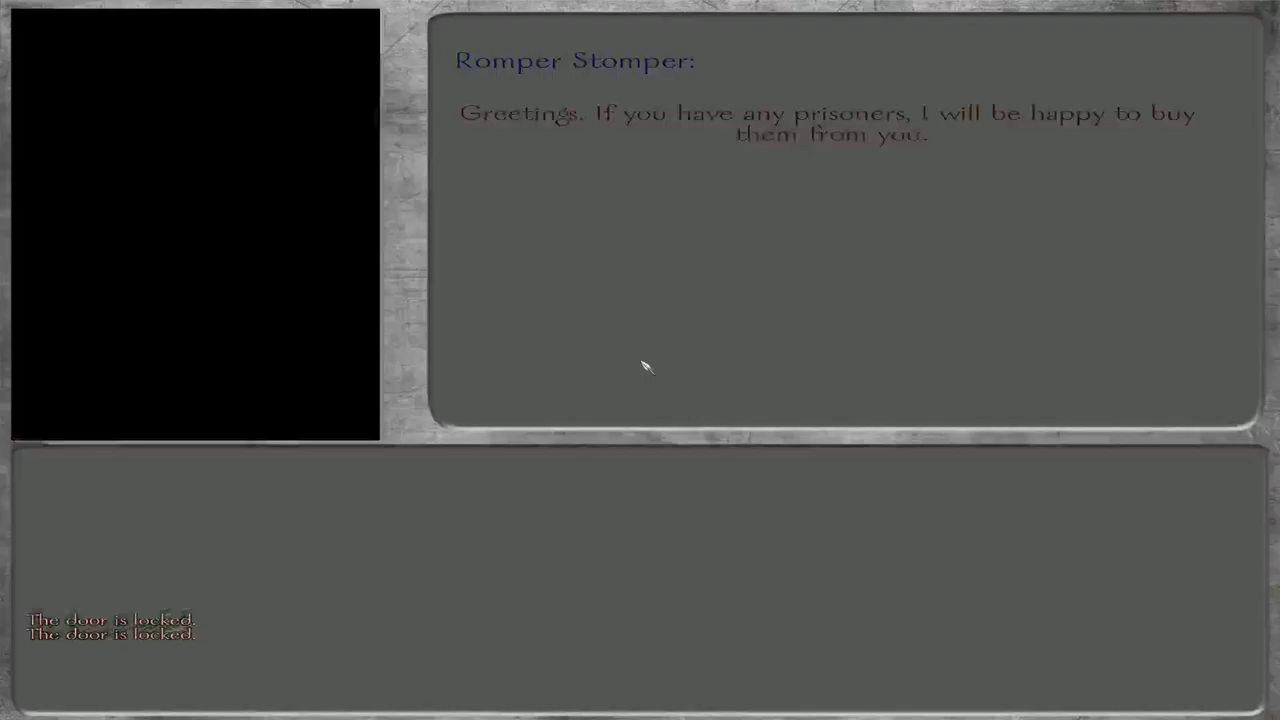 Romper Stomper:
Greetings. If you have any prisoners, I will be happy to buy
them from you.
The door is locked.
The door is locked.